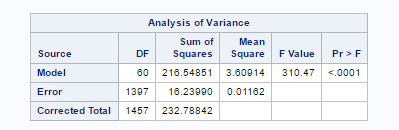 Analysis of Variance
Source DF Sum of Squares Mean Square F Value Pr > F
Model 60 216.54851 3.60914 310.47 <.0001
Error 1397 16.23990 0.01162
Corrected Total 1457 232.78842